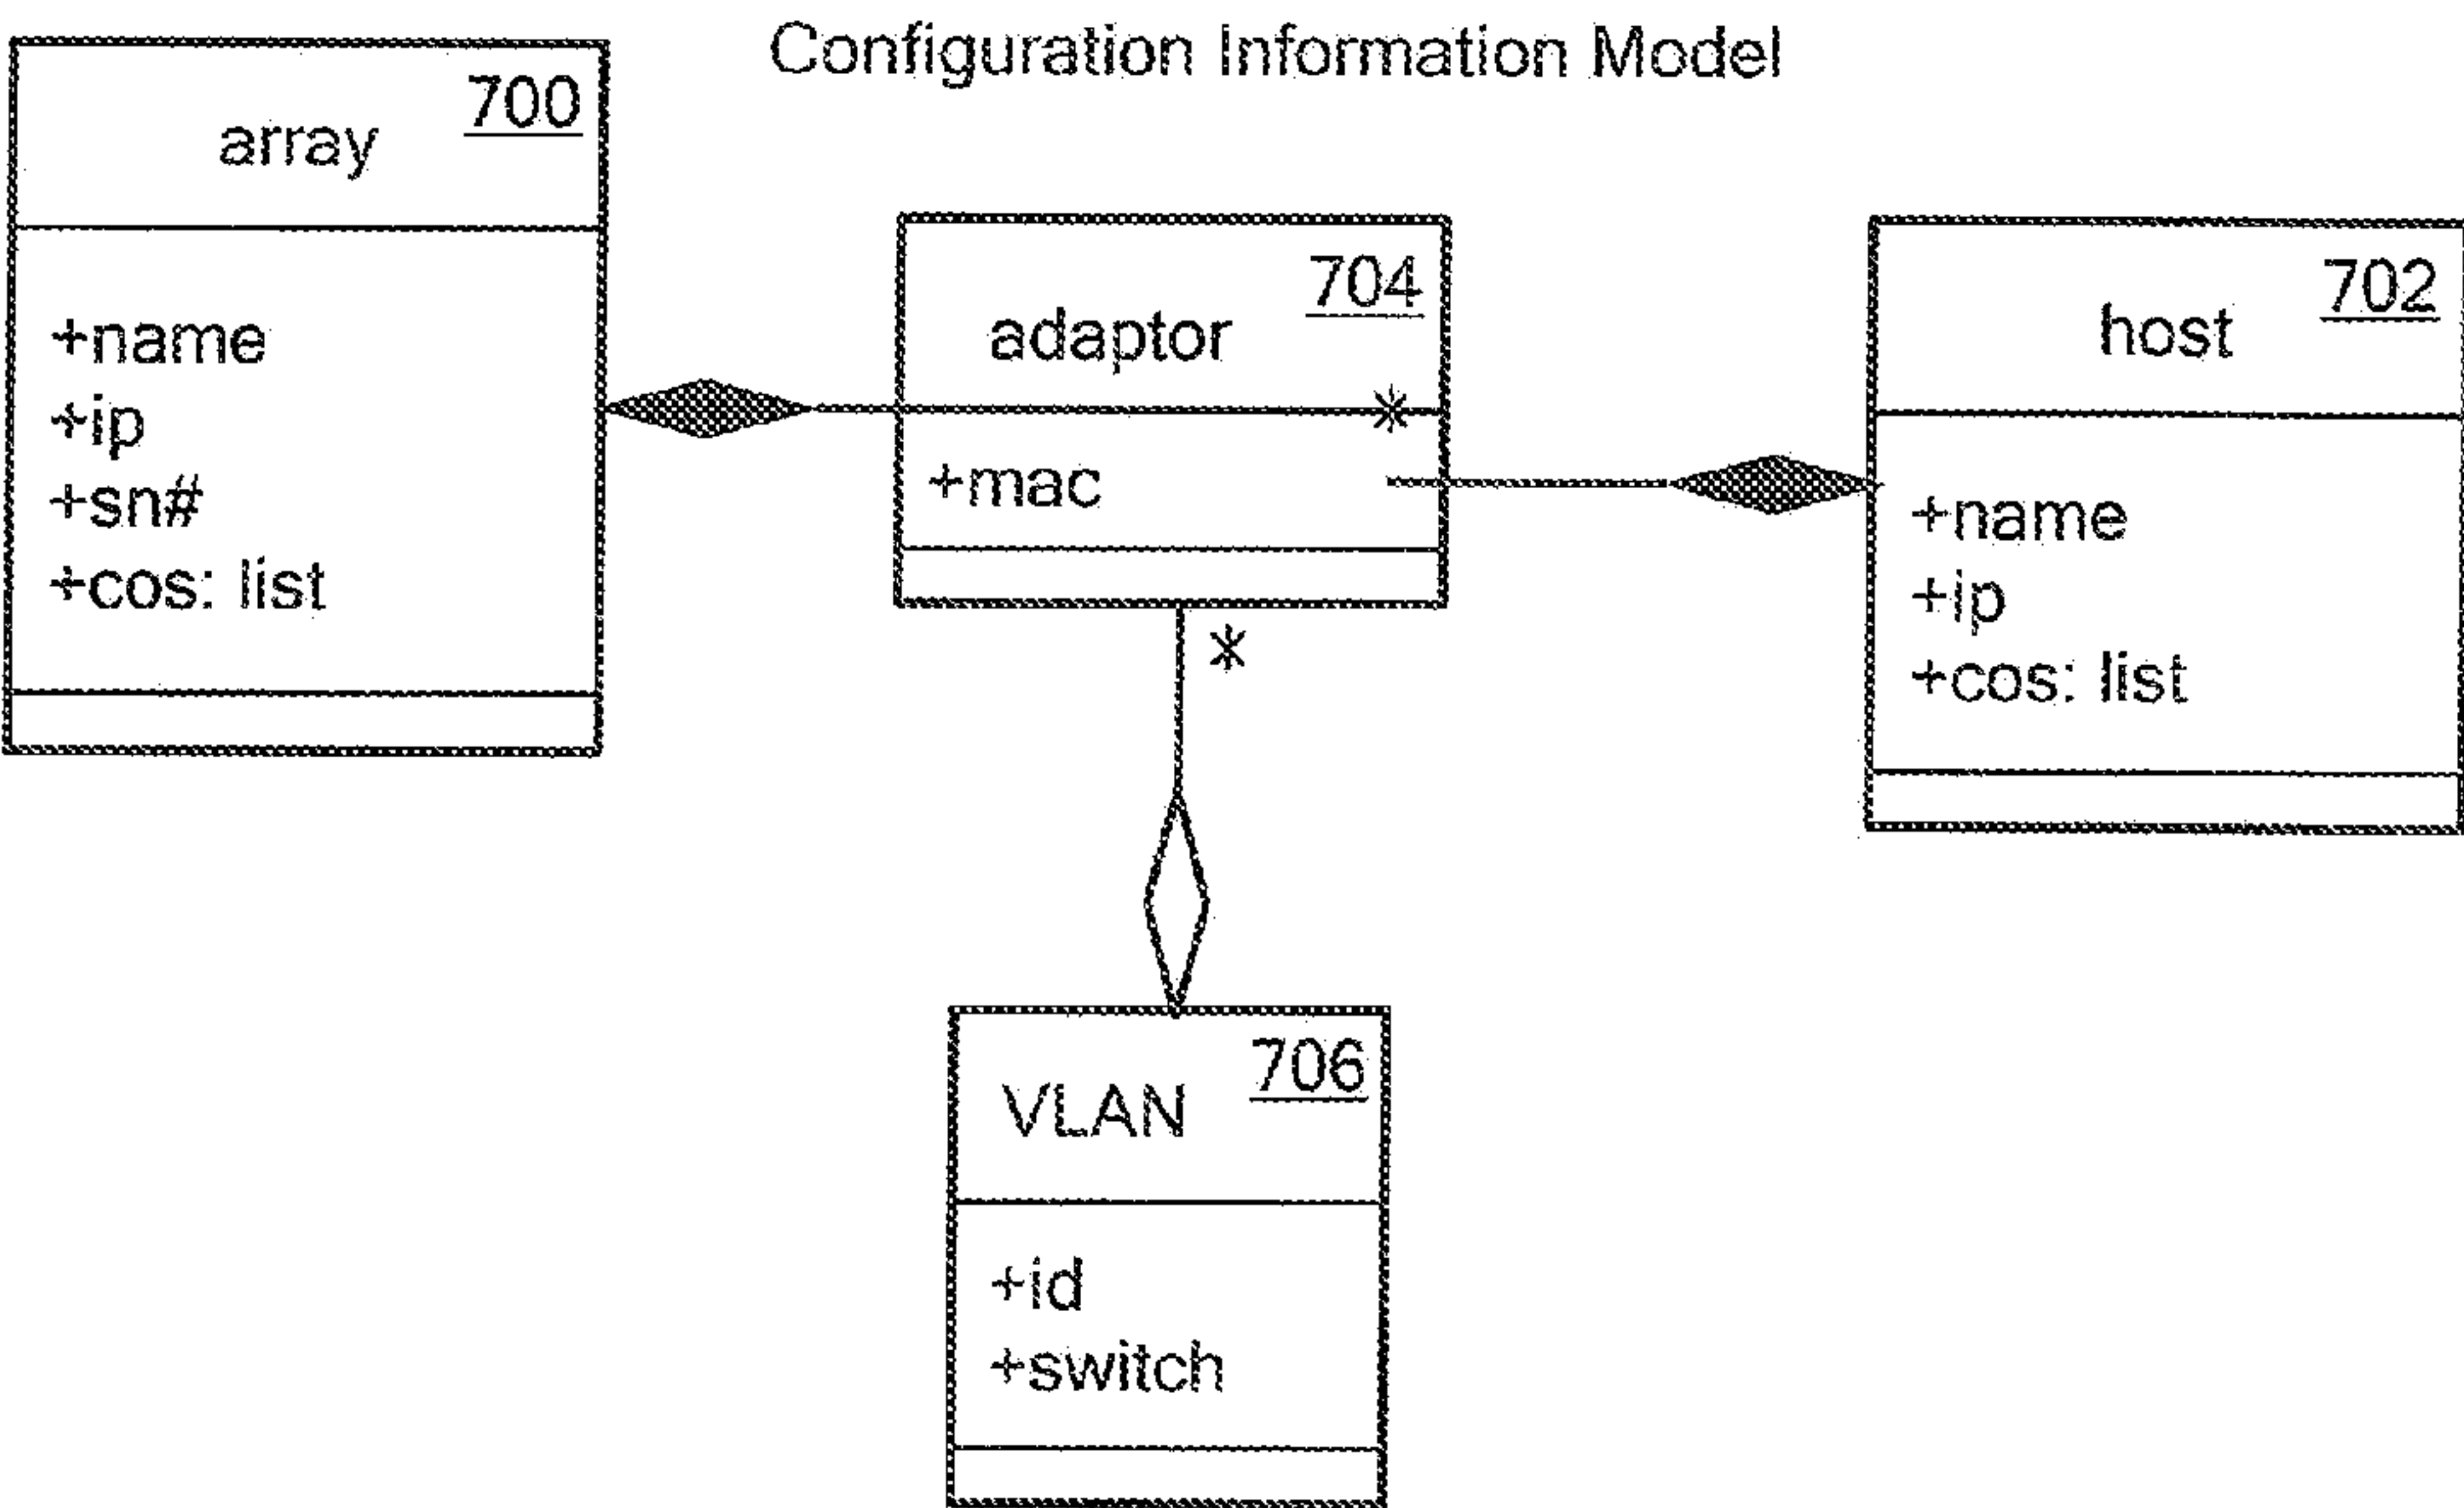 Configuration Information Model
array 700
+name
+ip
+sn#
+cos: list
adaptor 704
*
+mac
*
host 702
+name
+ip
+cos: list
VLAN 706
+id
+switch